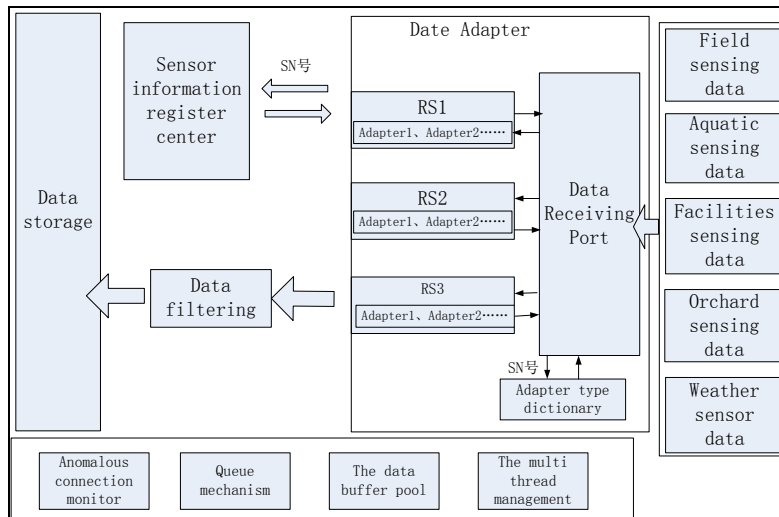 Data
storage
Sensor
information
register
center
SN号
Data
filtering
Date Adapter
RS1
Adapter1、Adapter2……
RS2
Adapter1、Adapter2……
RS3
Adapter1、Adapter2……
Data
Receiving
Port
SN号
Adapter type
dictionary
Field
sensing
data
Aquatic
sensing
data
Facilities
sensing
data
Orchard
sensing
data
Weather
sensor
data
Anomalous
connection
monitor
Queue
mechanism
The data
buffer pool
The multi
thread
management